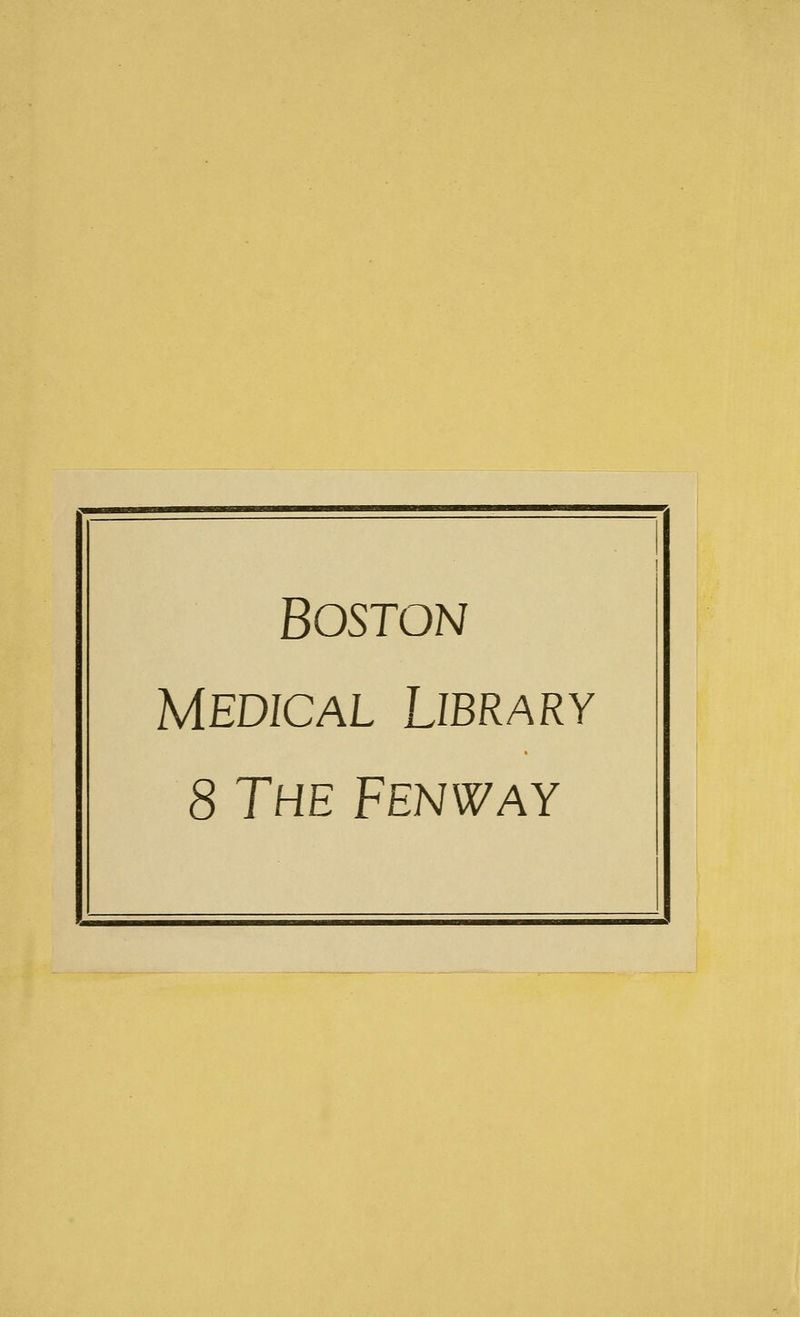 BOSTON
MEDICAL LIBRARY
8 THE FENWAY